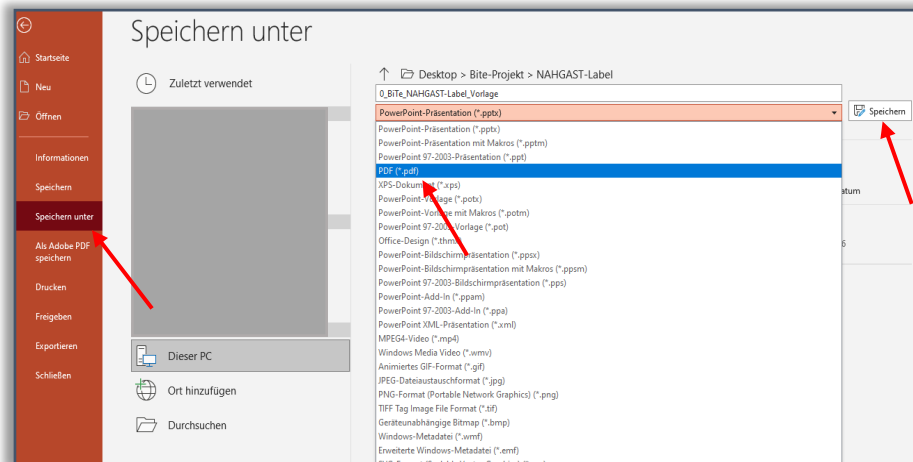 Speichern unter
Startseite
Neu
Öffnen
Informationen
Speichern
Speichern unter
Als Adobe PDF
speichern
Drucken
Freigeben
Exportieren
Schließen
Zuletzt verwendet
Dieser PC
Ort hinzufügen
Durchsuchen
Desktop > Bite-Projekt > NAHGAST-Label
0_BiTe_NAHGAST-Label_Vorlage
PowerPoint-Präsentation (*.pptx)
Speichern
PowerPoint-Präsentation (*.pptx)
PowerPoint-Präsentation mit Makros (*.pptm)
PowerPoint 97-2003-Präsentation (*.ppt)
PDF (*.pdf)
XPS-Dokument (*.xps)
PowerPoint-Vorlage (*.potx)
PowerPoint-Vorlage mit Makros (*.potm)
PowerPoint 97-2003-Vorlage (*.pot)
Office-Design (*.thmx)
PowerPoint-Bildschirmpräsentation (*.ppsx)
PowerPoint-Bildschirmpräsentation mit Makros (*.ppsm)
PowerPoint 97-2003-Bildschirmpräsentation (*.pps)
PowerPoint-Add-In (*.ppam)
PowerPoint 97-2003-Add-In (*.ppa)
PowerPoint XML-Präsentation (*.xml)
MPEG4-Video (*.mp4)
Windows Media Video (*.wmv)
Animiertes GIF-Format (*.gif)
JPEG-Dateiaustauschformat (*.jpg)
PNG-Format (Portable Network Graphics) (*.png)
TIFF Tag Image File Format (*.tif)
Geräteunabhängige Bitmap (*.bmp)
Windows-Metadatei (*.wmf)
Erweiterte Windows-Metadatei (*.emf)
atum
6